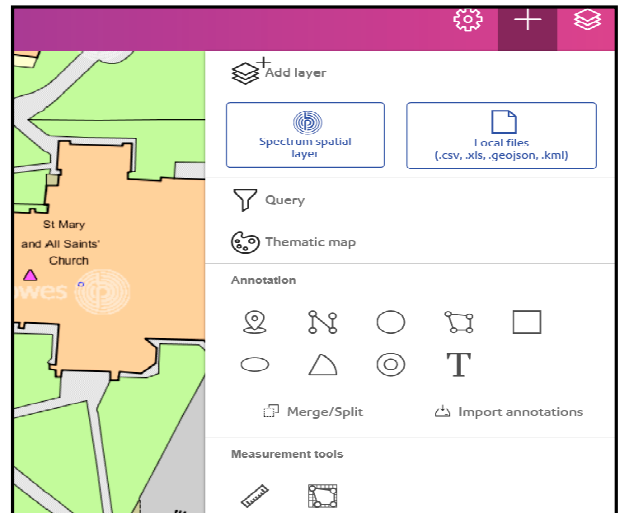 Add layer
Spectrum spatial
layer
Local files
(.csv, .xls, .geojson, .kml)
Query
Thematic map
St Mary
and All Saints'
Church
owes
Annotation
T
Merge/Split
Import annotations
Measurement tools